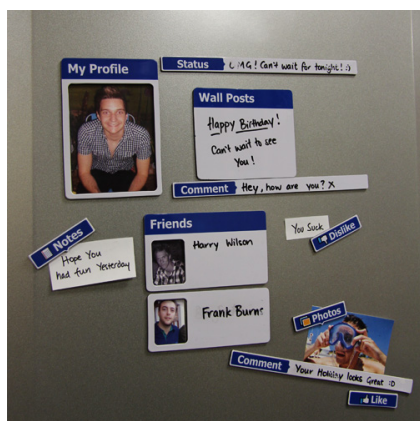 My Profile
Status OMG! Can't wait for tonight! :)
Wall Posts
Happy Birthday!
Can't wait to see
You!
Comment Hey, how are you? X
Friends
Harry Wilson
Frank Burns
Notes
Hope You
had fun Yesterday
You Suck
Dislike
Photos
Comment Your Holiday looks Great :D
Like